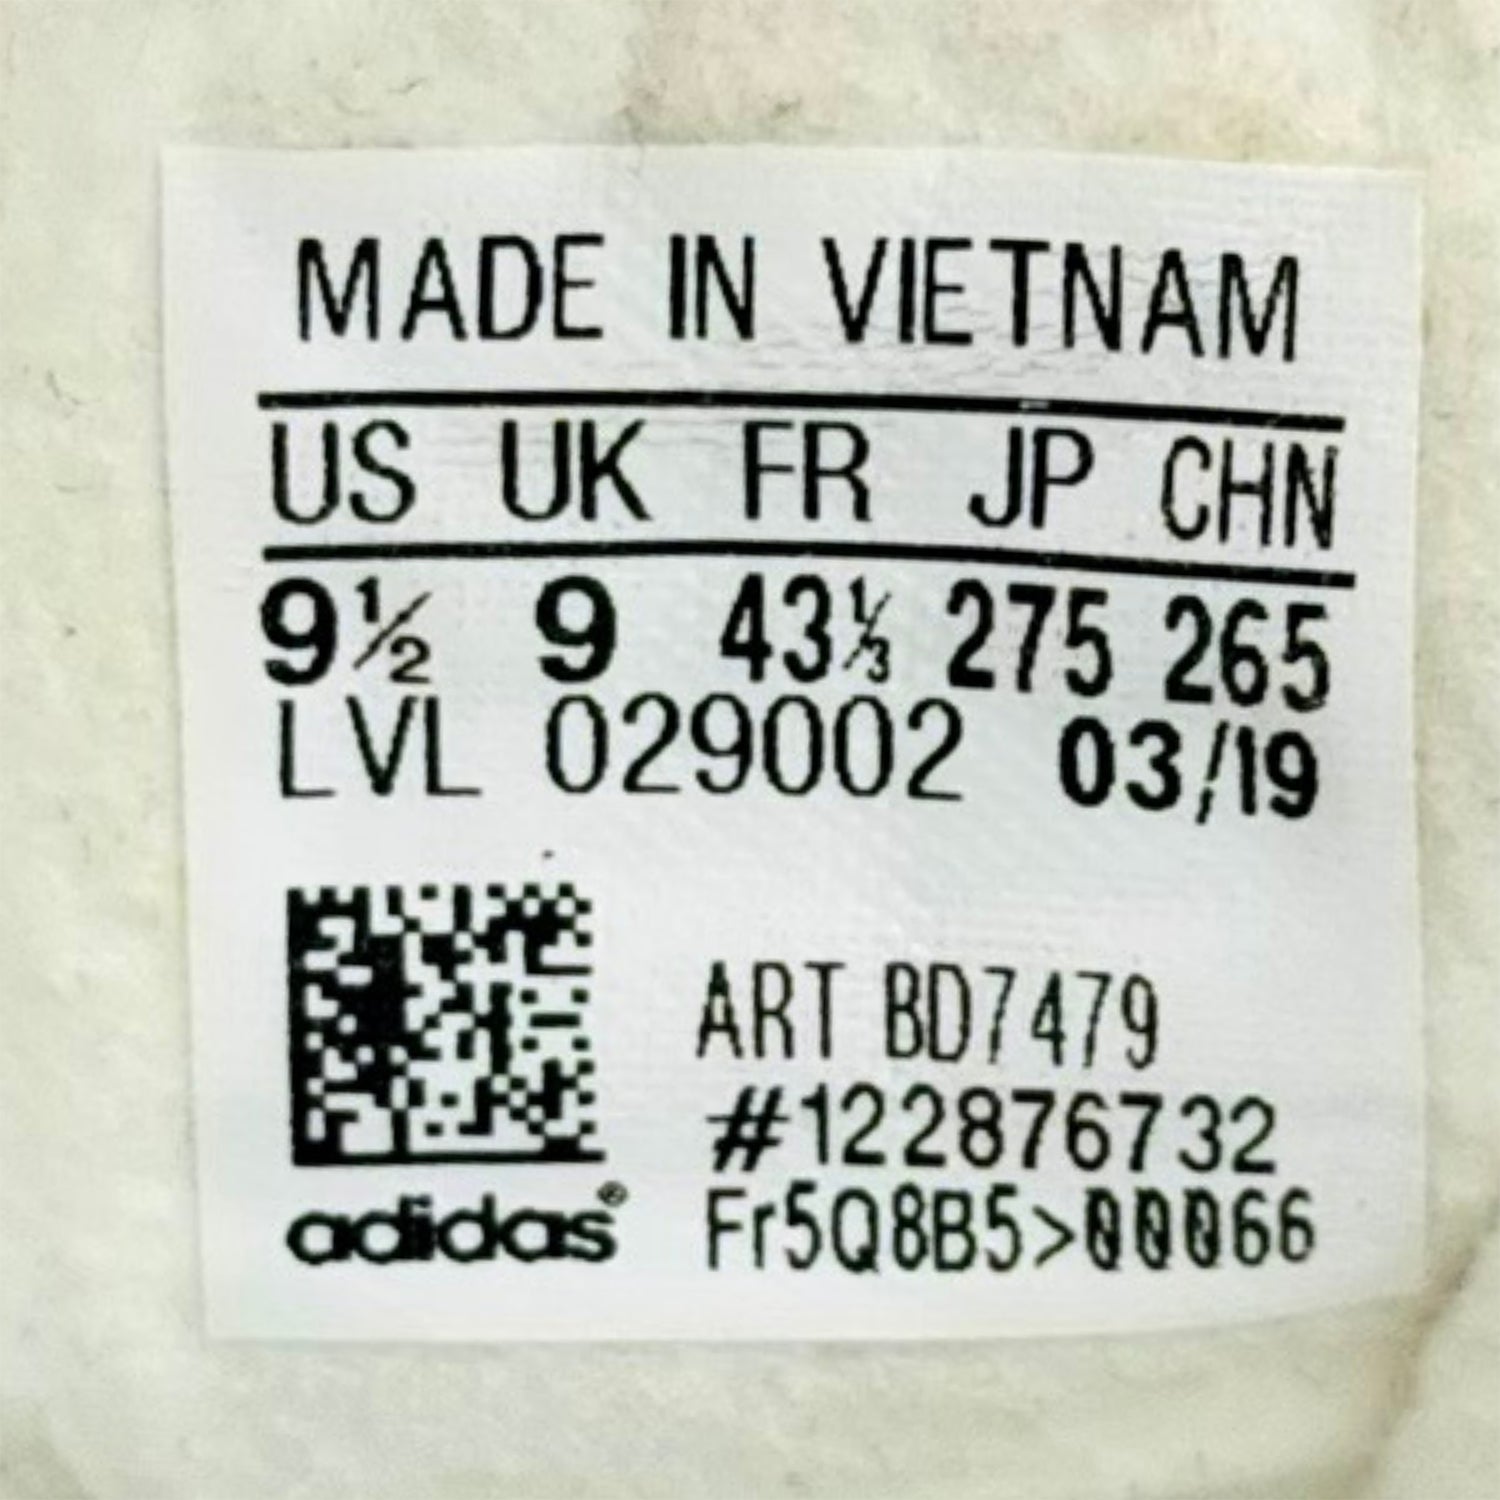 MADE IN VIETNAM
US UK FR JP CHN
9½ 9 43⅓ 275 265
LVL 029002 03/19
ART BD7479
#122876732
adidas® Fr5Q8B5>00066